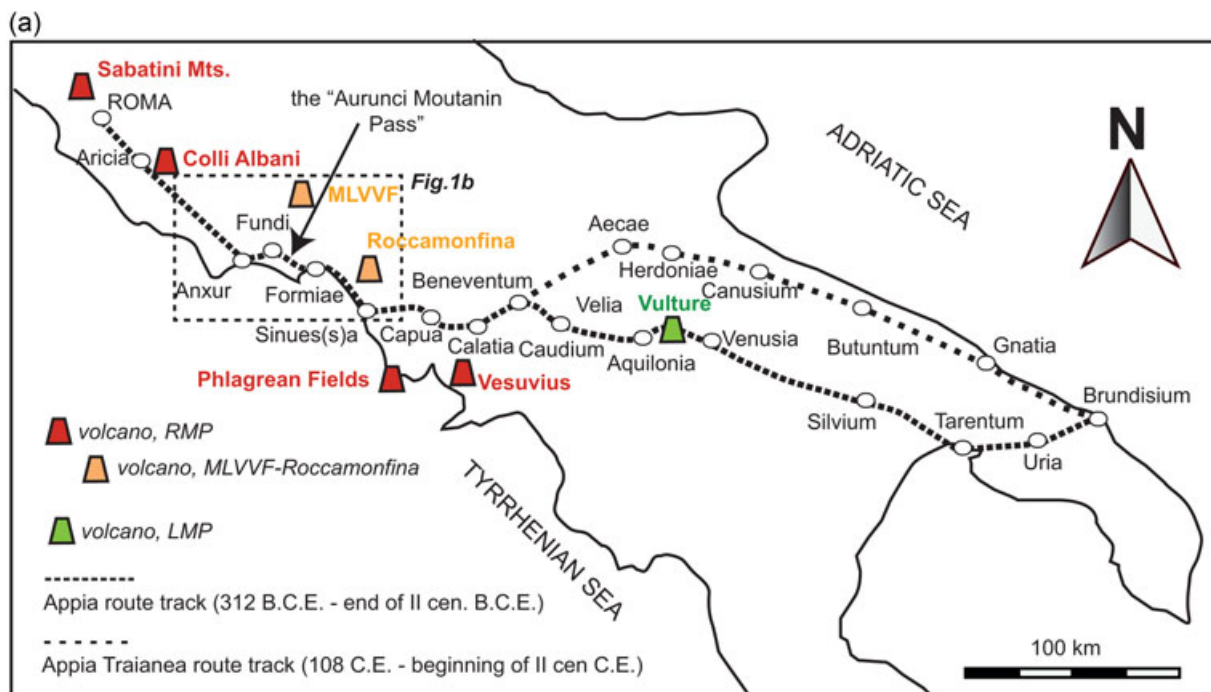 (a)
Sabatini Mts.
ROMA
the “Aurunci Moutanin
Pass”
N
ADRIATIC SEA
Aricia
Colli Albani
Fig.1b
MLVVF
Fundi
Roccamonfina
Aecae
Herdoniae
Canusium
Anxur
Formiae
Beneventum
Velia
Vulture
Sinues(s)a
Capua
Calatia
Caudium
Aquilonia
Venusia
Butuntum
Gnatia
Phlagrean Fields
Vesuvius
Brundisium
Silvium
Tarentum
Uria
TYRRHENIAN SEA
volcano, RMP
volcano, MLVVF-Roccamonfina
volcano, LMP
Appia route track (312 B.C.E. - end of II cen. B.C.E.)
Appia Traianea route track (108 C.E. - beginning of II cen C.E.)
100 km